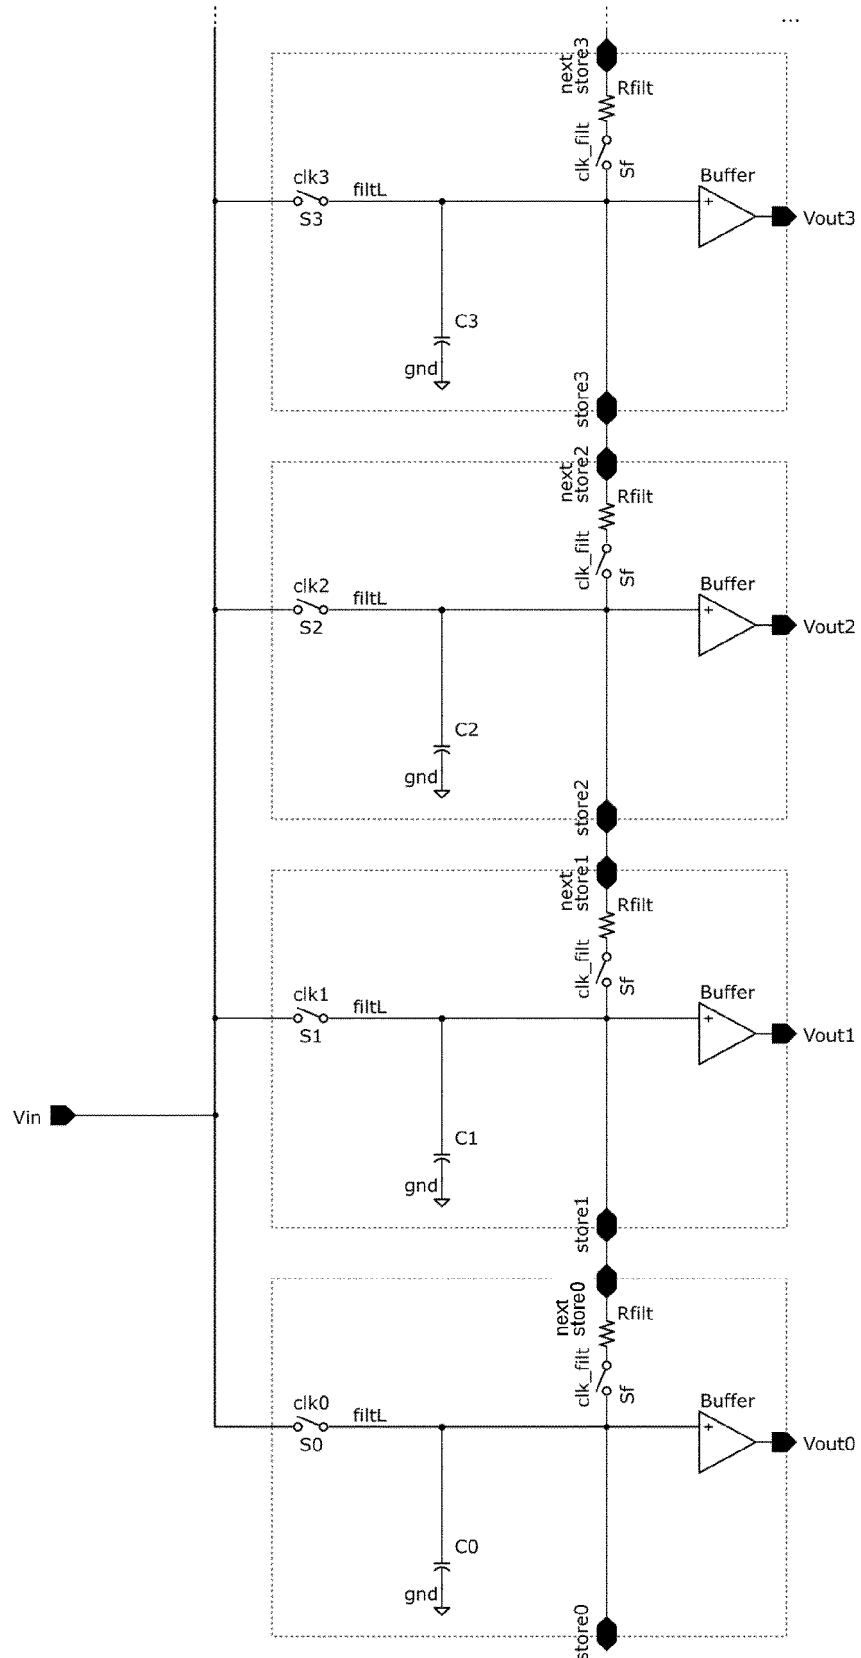 ...
next
store3
Rfilt
clk_filt
Sf
clk3
filtL
S3
Buffer
+
Vout3
C3
gnd
store3
next
store2
Rfilt
clk_filt
Sf
clk2
filtL
S2
Buffer
+
Vout2
C2
gnd
store2
next
store1
Rfilt
clk_filt
Sf
clk1
filtL
S1
Buffer
+
Vout1
Vin
C1
gnd
store1
next
store0
Rfilt
clk_filt
Sf
clk0
filtL
S0
Buffer
+
Vout0
C0
gnd
store0